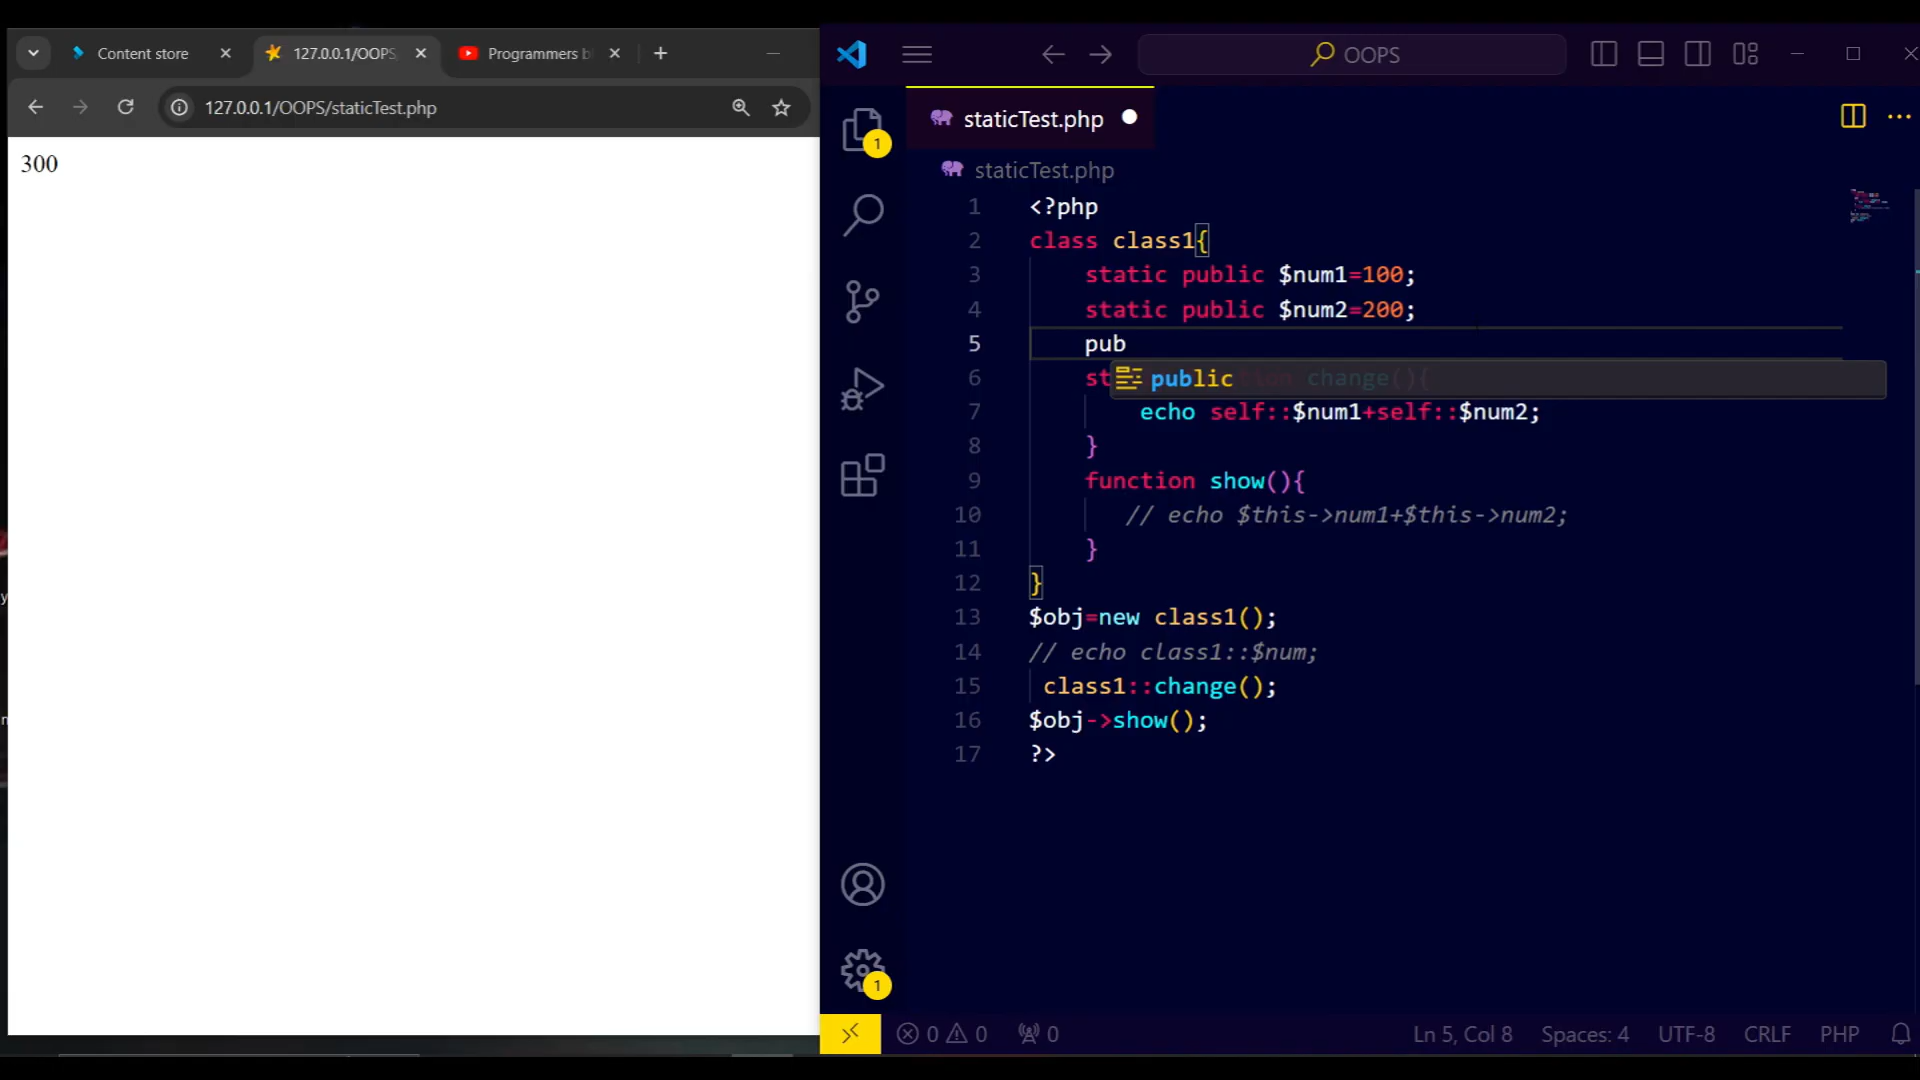 Content store
127.0.0.1/OOPS
Programmers b
127.0.0.1/OOPS/staticTest.php
300
OOPS
staticTest.php
staticTest.php
1 <?php
2 class class1{
3 static public $num1=100;
4 static public $num2=200;
5 pub
public
6 st change(){
7 echo self::$num1+self::$num2;
8 }
9 function show(){
10 // echo $this->num1+$this->num2;
11 }
12 }
13 $obj=new class1();
14 // echo class1::$num;
15 class1::change();
16 $obj->show();
17 ?>
1
1
0 0 0
Ln 5, Col 8
Spaces: 4
UTF-8
CRLF
PHP